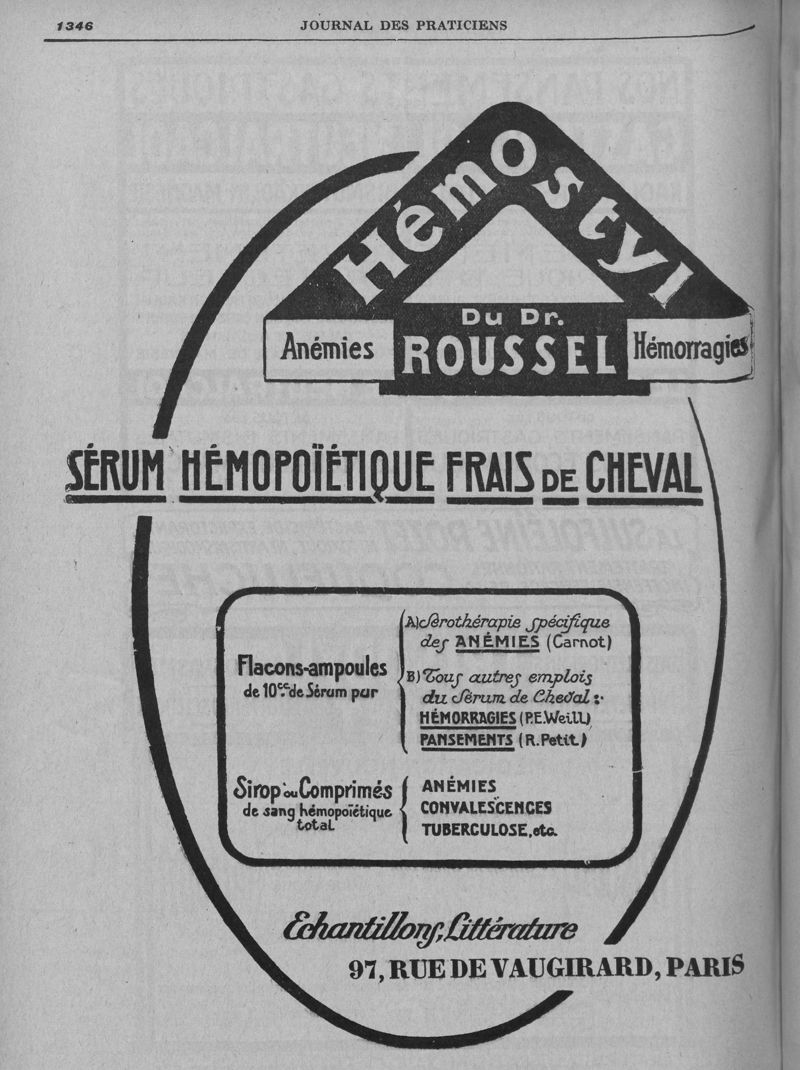 1346
JOURNAL DES PRATICIENS
Hémostyl
Du Dr.
Anémies
ROUSSEL
Hémorragies
SÉRUM HÉMOPOÏÉTIQUE FRAIS DE CHEVAL
Flacons-ampoules
de 10cc. de Sérum pur
A) Sérothérapie spécifique
des ANÉMIES (Carnot)
B) Tous autres emplois
du Sérum de Cheval :
HÉMORRAGIES (P.E.Weill)
PANSEMENTS (R.Petit)
Sirop ou Comprimés
de sang hémopoïétique
total
ANÉMIES
CONVALESCENCES
TUBERCULOSE, etc.
Echantillons, Littérature
97, RUE DE VAUGIRARD, PARIS